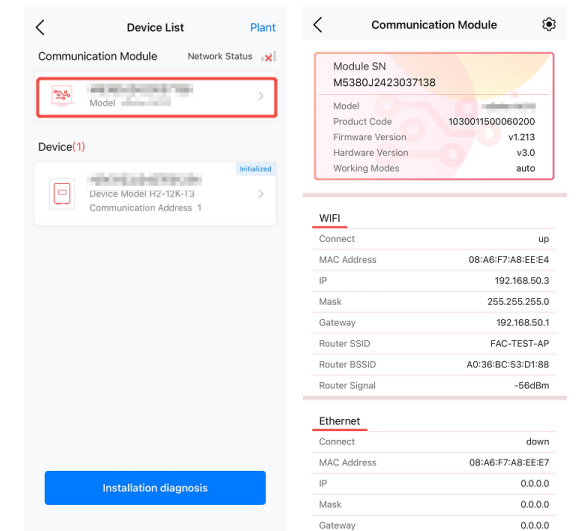 Device List
Plant
Communication Module
Network Status
Model
Device(1)
Initialized
Device Model H2-12K-T3
Communication Address 1
Installation diagnosis
Communication Module
Module SN
M5380J2423037138
Model
Product Code 1030011500060200
Firmware Version v1.213
Hardware Version v3.0
Working Modes auto
WIFI
Connect up
MAC Address 08:A6:F7:A8:EE:E4
IP 192.168.50.3
Mask 255.255.255.0
Gateway 192.168.50.1
Router SSID FAC-TEST-AP
Router BSSID A0:36:BC:53:D1:88
Router Signal -56dBm
Ethernet
Connect down
MAC Address 08:A6:F7:A8:EE:E7
IP 0.0.0.0
Mask 0.0.0.0
Gateway 0.0.0.0